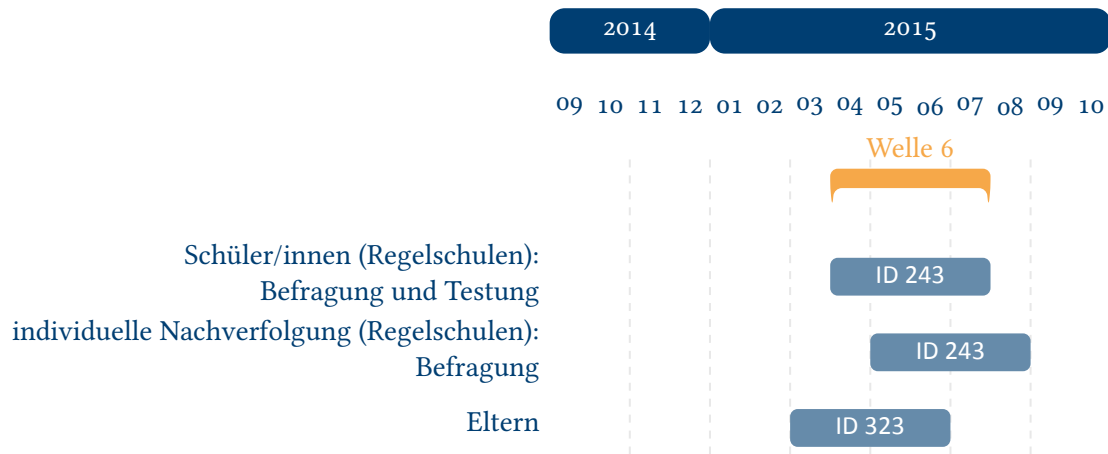 2014 2015
09 10 11 12 01 02 03 04 05 06 07 08 09 10
Welle 6
Schüler/innen (Regelschulen):
Befragung und Testung
ID 243
individuelle Nachverfolgung (Regelschulen):
Befragung
ID 243
Eltern
ID 323